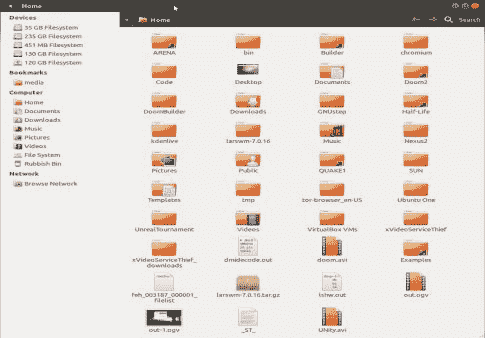 Home
Devices
35 GB Filesystem
235 GB Filesystem
451 MB Filesystem
130 GB Filesystem
120 GB Filesystem
Bookmarks
media
Computer
Home
Documents
Downloads
Music
Pictures
Videos
File System
Rubbish Bin
Network
Browse Network
Home
Search
ARENA
bin
Builder
chromium
Code
Desktop
Documents
Doom2
DoomBuilder
Downloads
GNUstep
Half-Life
kdenlive
larswm-7.0.16
Music
Nexus2
Pictures
Public
QUAKE1
SUN
Templates
tmp
tor-browser_en-US
Ubuntu One
UnrealTournament
Videos
VirtualBox VMs
xVideoServiceThief
xVideoServiceThief_
downloads
dmidecode.out
doom.avi
Examples
feh_003187_000001_
filelist
larswm-7.0.16.tar.gz
lshw.out
out.ogv
out-1.ogv
_ST_
UNity.avi